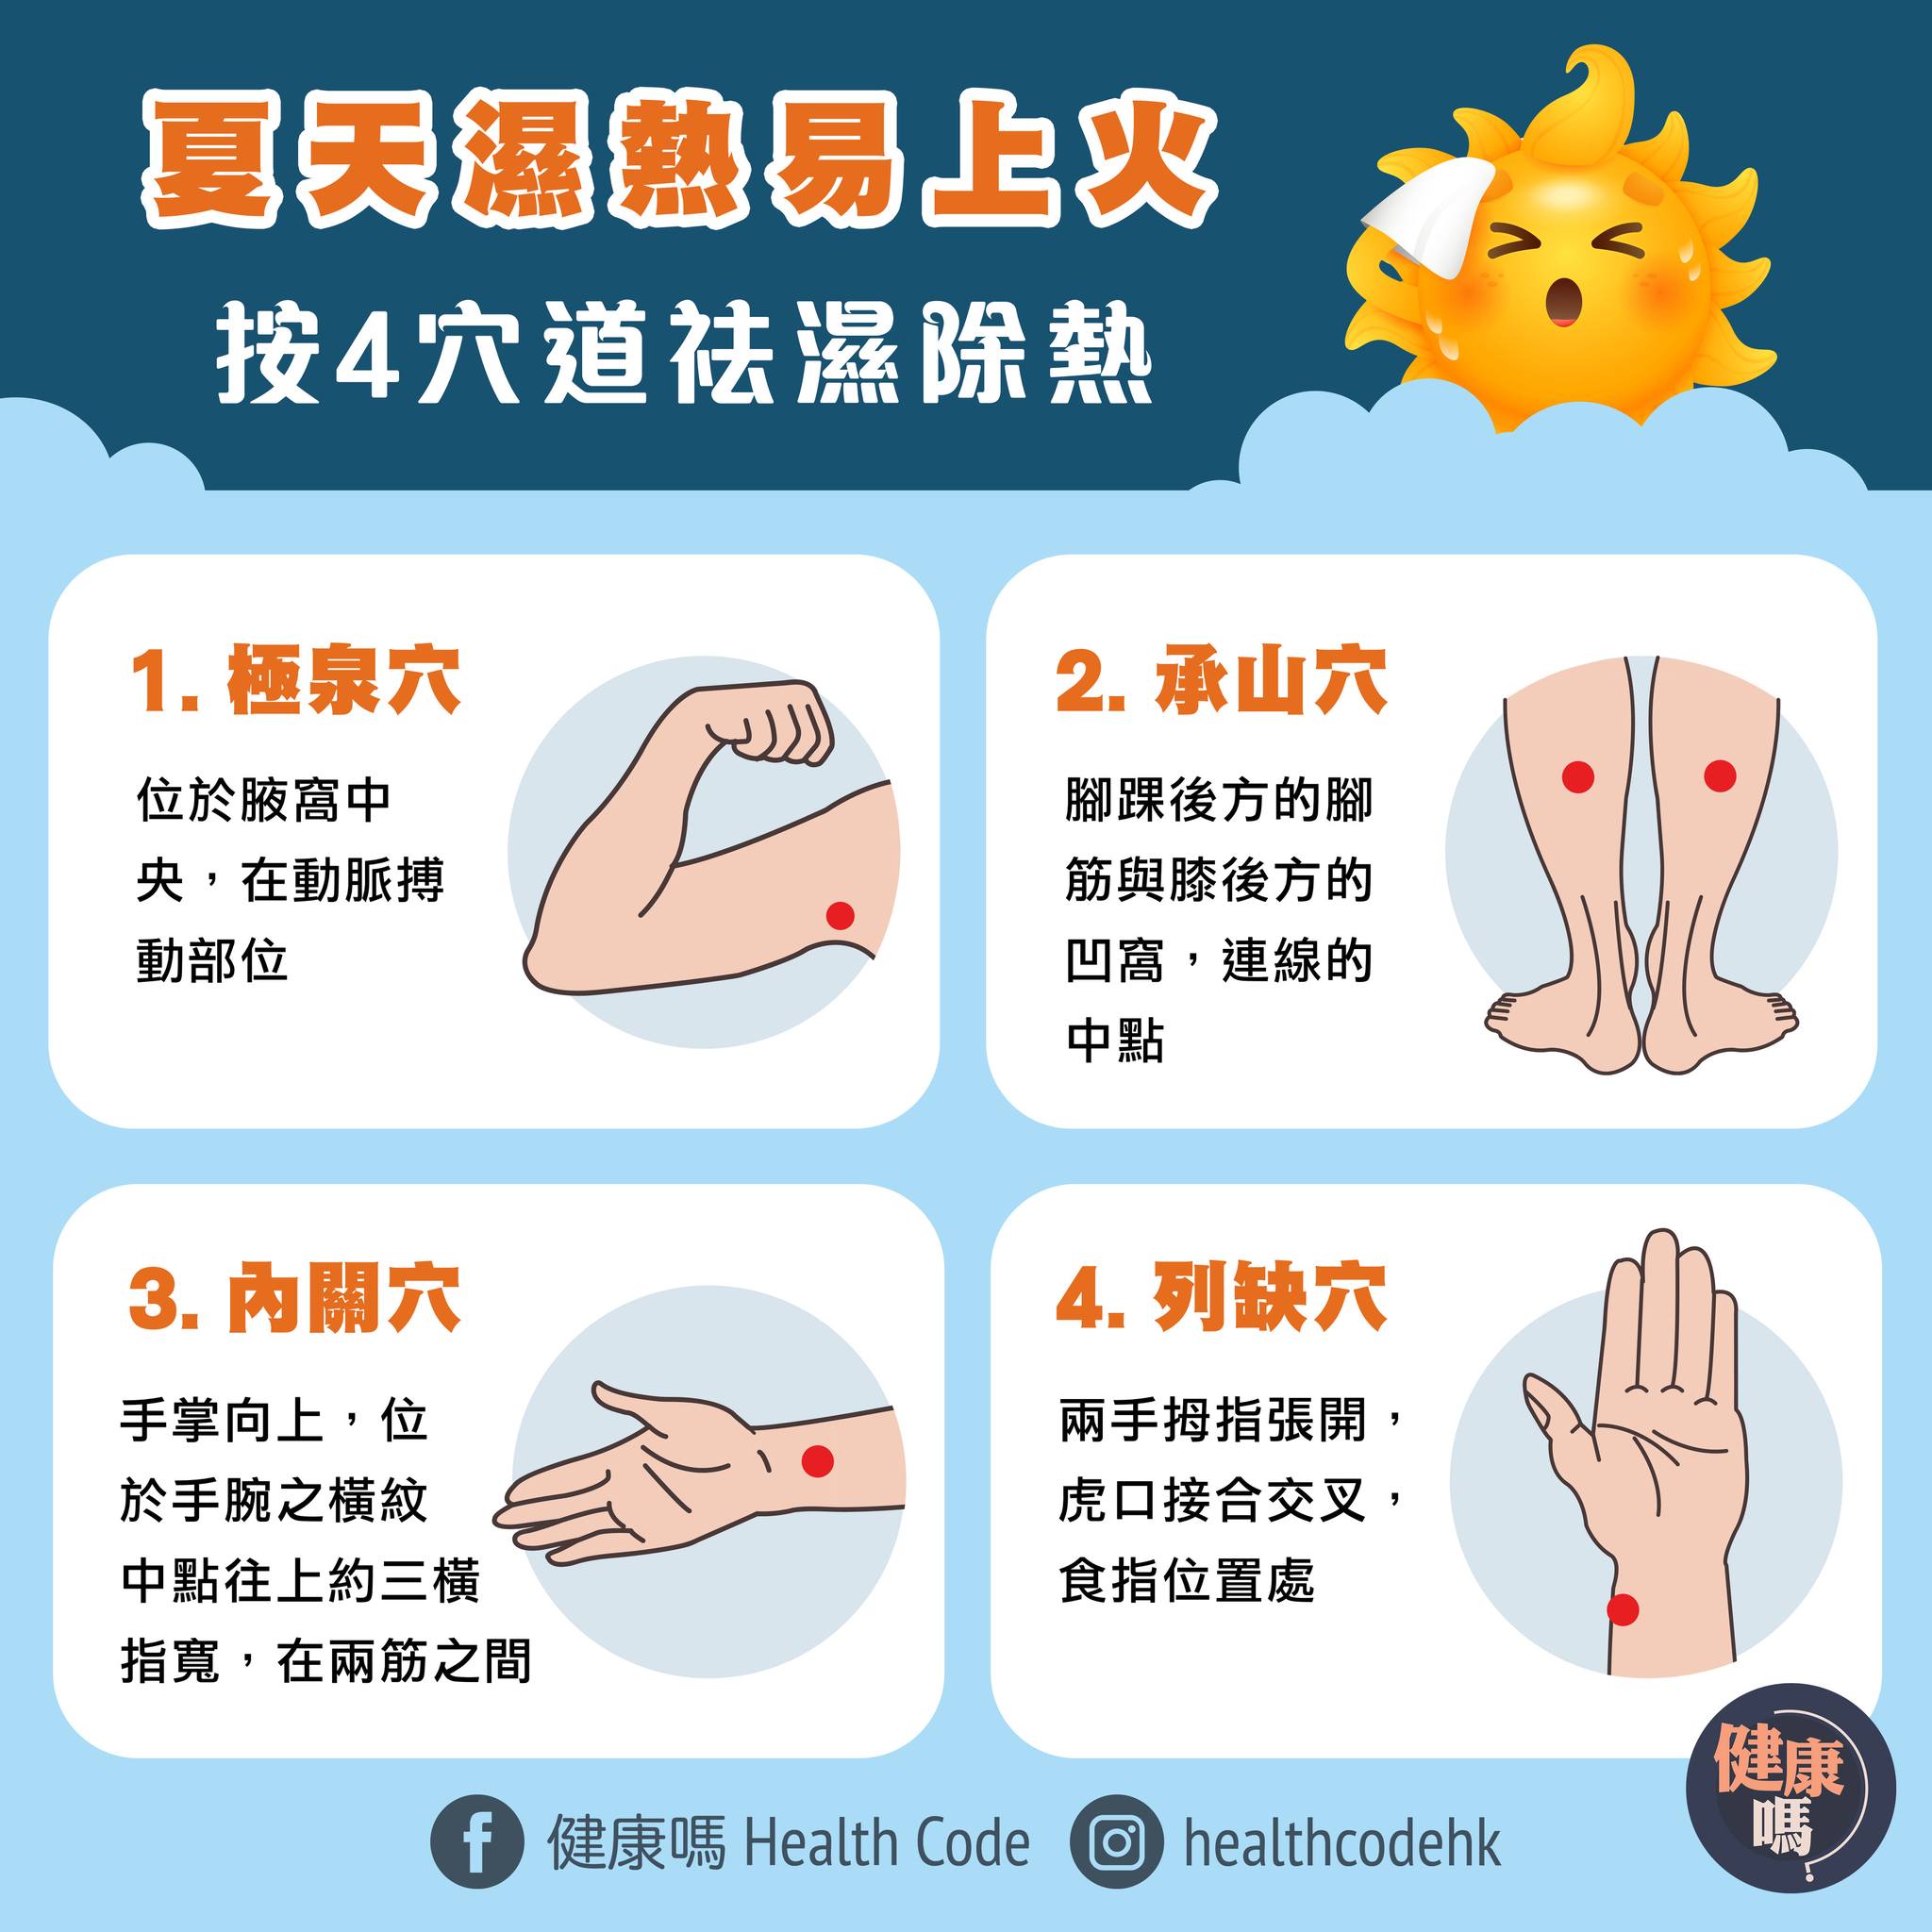 夏天濕熱易上火
按4穴道祛濕除熱
1. 極泉穴
位於腋窩中
央，在動脈搏
動部位
2. 承山穴
腳踝後方的腳
筋與膝後方的
凹窩，連線的
中點
3. 內關穴
手掌向上，位
於手腕之橫紋
中點往上約三橫
指寬，在兩筋之間
4. 列缺穴
兩手拇指張開，
虎口接合交叉，
食指位置處
健康嗎 Health Code
healthcodehk
健康
嗎